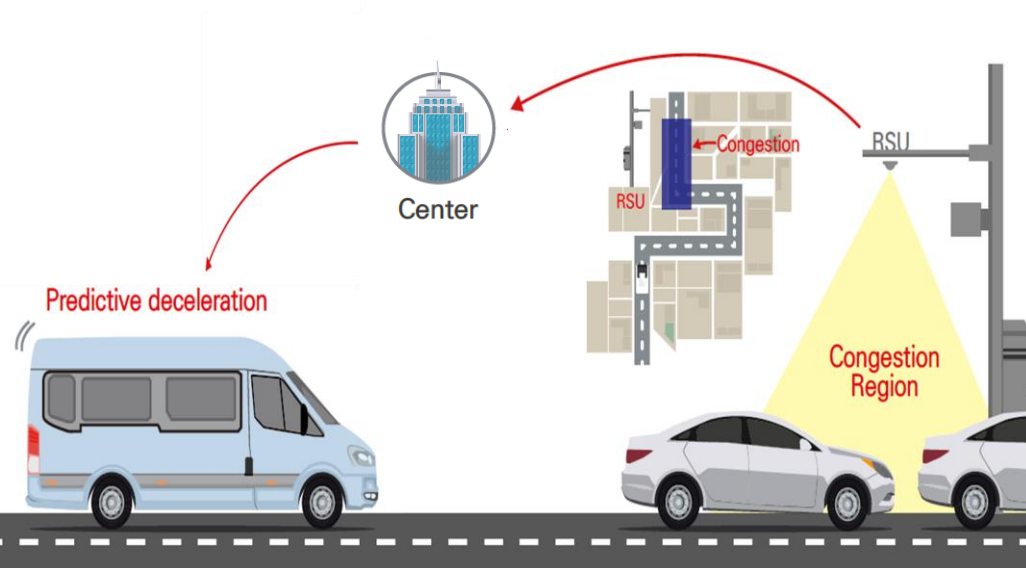 RSU
Congestion
RSU
Center
Predictive deceleration
Congestion
Region